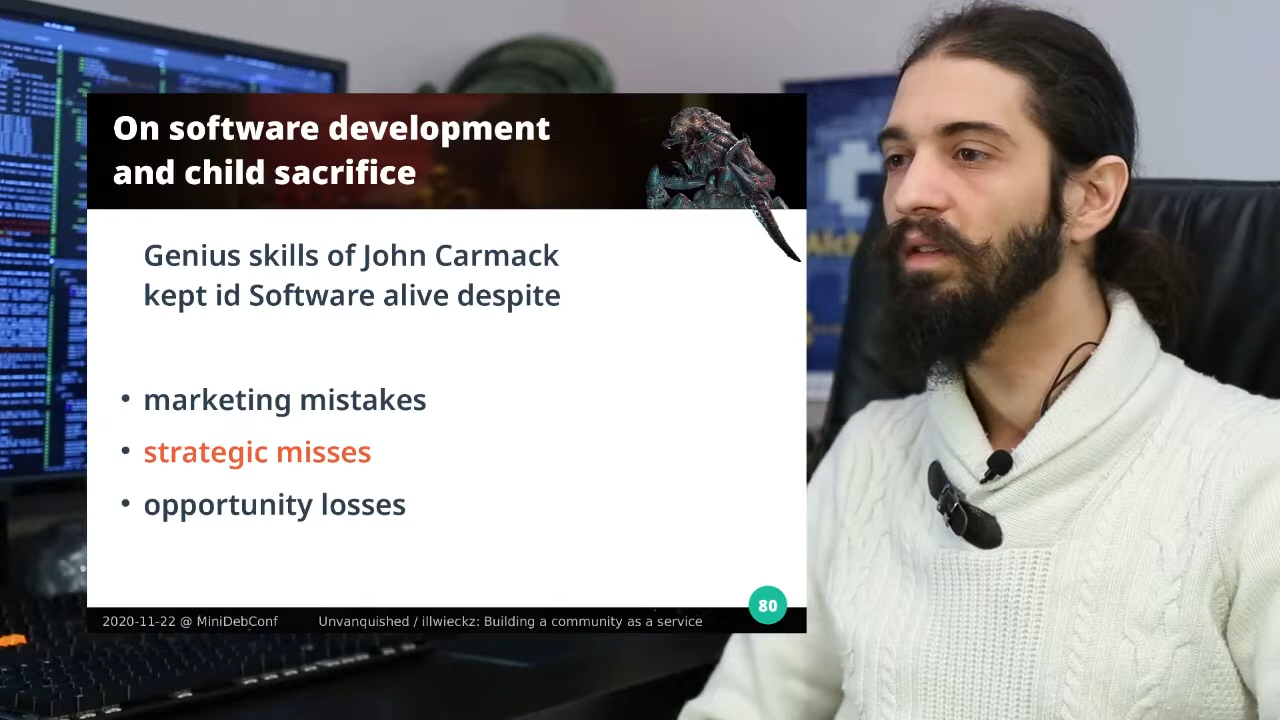 On software development
and child sacrifice
Genius skills of John Carmack
kept id Software alive despite
• marketing mistakes
• strategic misses
• opportunity losses
80
2020-11-22 @ MiniDebConf Unvanquished / illwieckz: Building a community as a service